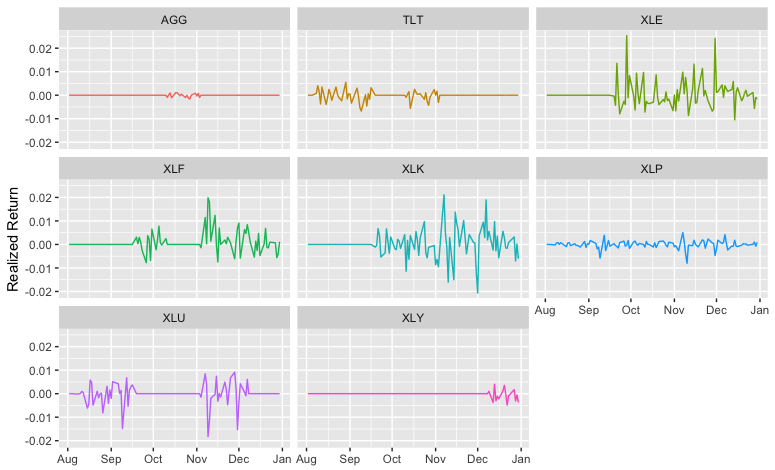 AGG TLT XLE
0.02
0.01
0.00
-0.01
-0.02
XLF XLK XLP
0.02
0.01
0.00
-0.01
-0.02
Realized Return
Aug Sep Oct Nov Dec Jan
XLU XLY
0.02
0.01
0.00
-0.01
-0.02
Aug Sep Oct Nov Dec Jan Aug Sep Oct Nov Dec Jan